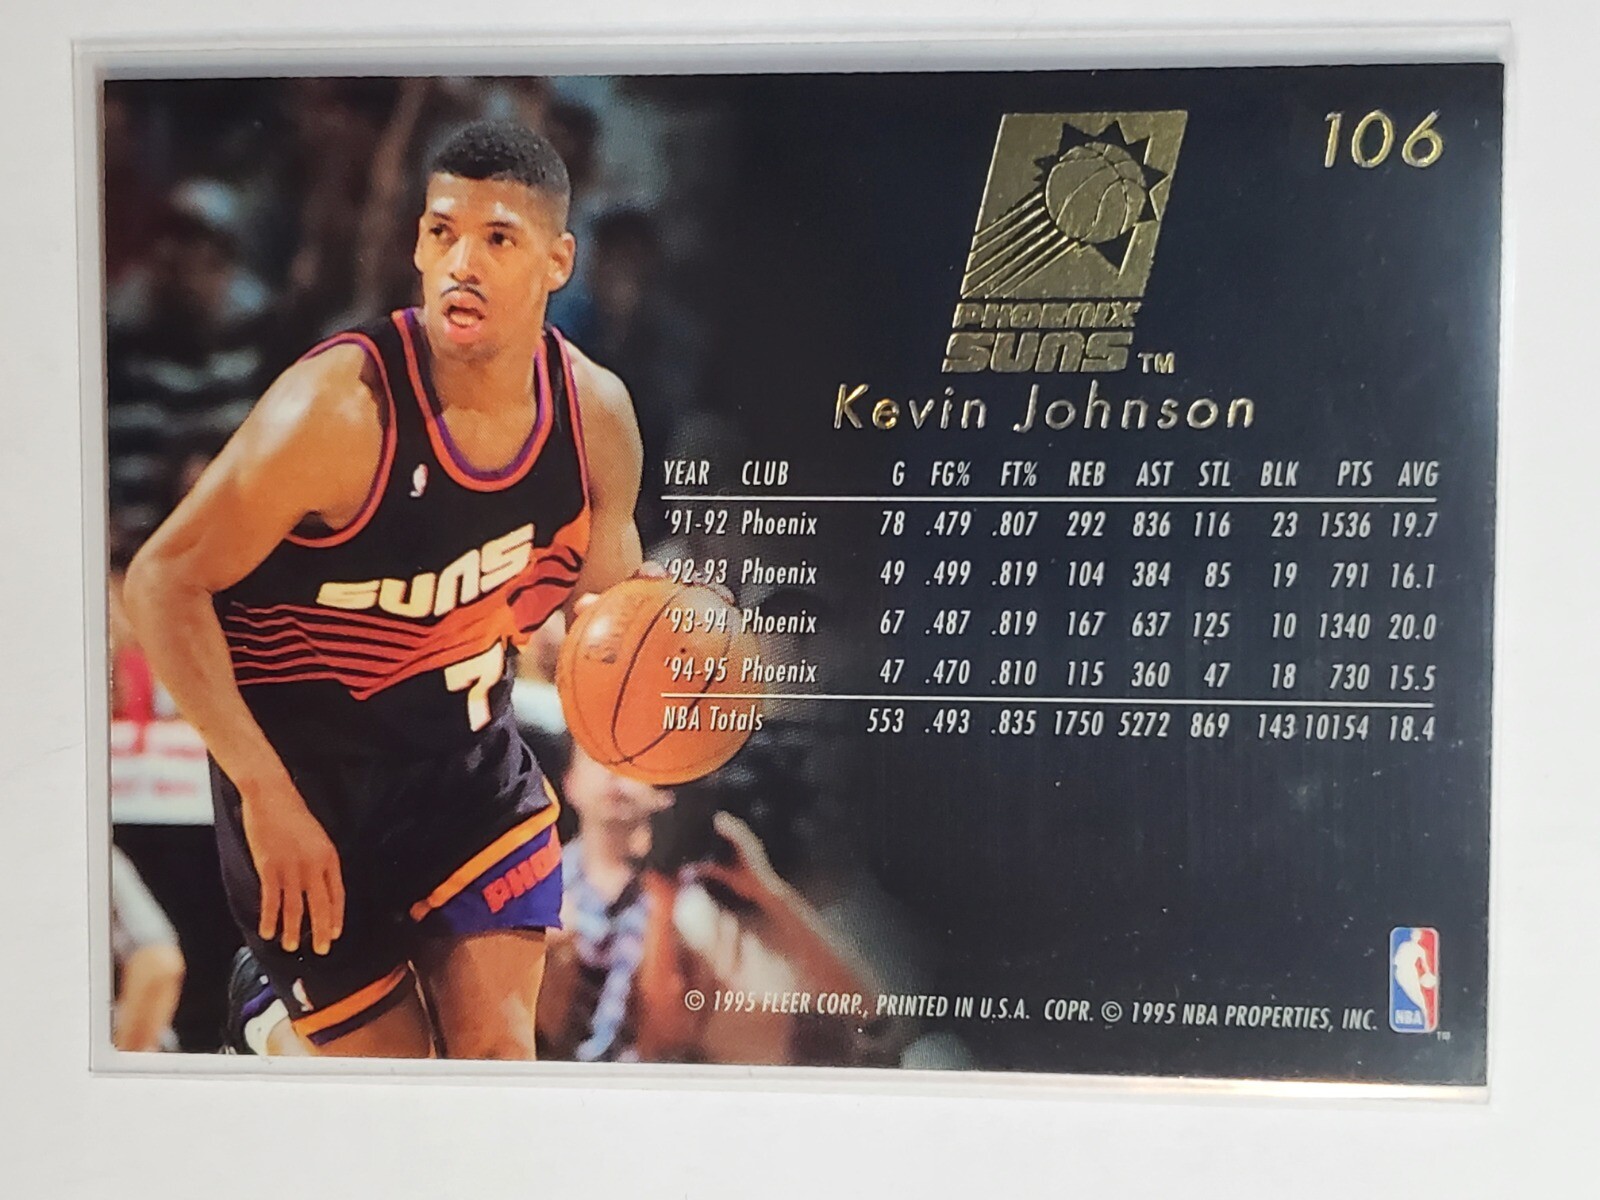 106
PHOENIX
SUNS TM
Kevin Johnson
YEAR CLUB G FG% FT% REB AST STL BLK PTS AVG
'91-92 Phoenix 78 .479 .807 292 836 116 23 1536 19.7
'92-93 Phoenix 49 .499 .819 104 384 85 19 791 16.1
'93-94 Phoenix 67 .487 .819 167 637 125 10 1340 20.0
'94-95 Phoenix 47 .470 .810 115 360 47 18 730 15.5
NBA Totals 553 .493 .835 1750 5272 869 143 10154 18.4
SUNS
7
PHO
© 1995 FLEER CORP., PRINTED IN U.S.A. COPR. © 1995 NBA PROPERTIES, INC.
NBA
TM